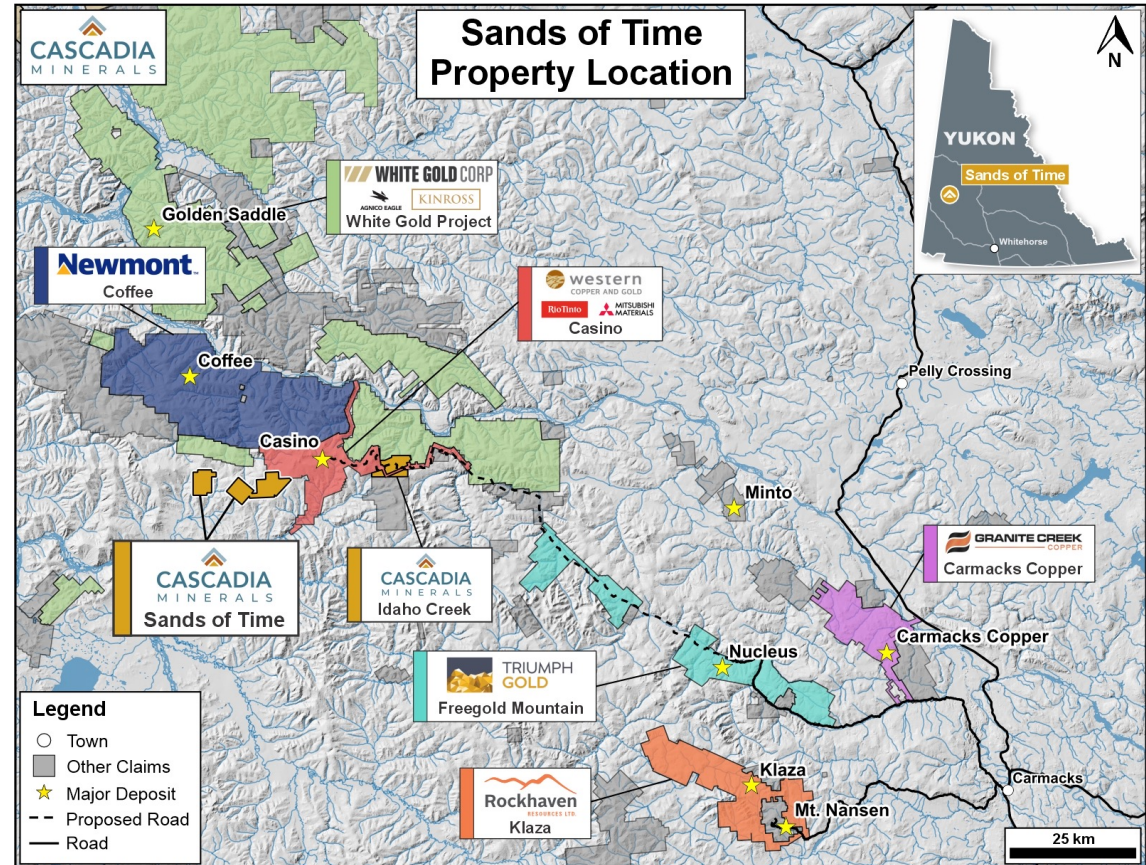 CASCADIA
MINERALS
Sands of Time
Property Location
N
YUKON
Sands of Time
Whitehorse
WHITE GOLD CORP
AGNICO EAGLE
KINROSS
White Gold Project
Golden Saddle
Newmont™
Coffee
western
COPPER AND GOLD
RioTinto
MITSUBISHI
MATERIALS
Casino
Coffee
Pelly Crossing
Casino
Minto
GRANITE CREEK
COPPER
Carmacks Copper
CASCADIA
MINERALS
Sands of Time
CASCADIA
MINERALS
Idaho Creek
Carmacks Copper
Nucleus
TRIUMPH
GOLD
Freegold Mountain
Legend
Town
Other Claims
Major Deposit
Proposed Road
Road
Rockhaven
RESOURCES LTD.
Klaza
Klaza
Mt. Nansen
Carmacks
25 km